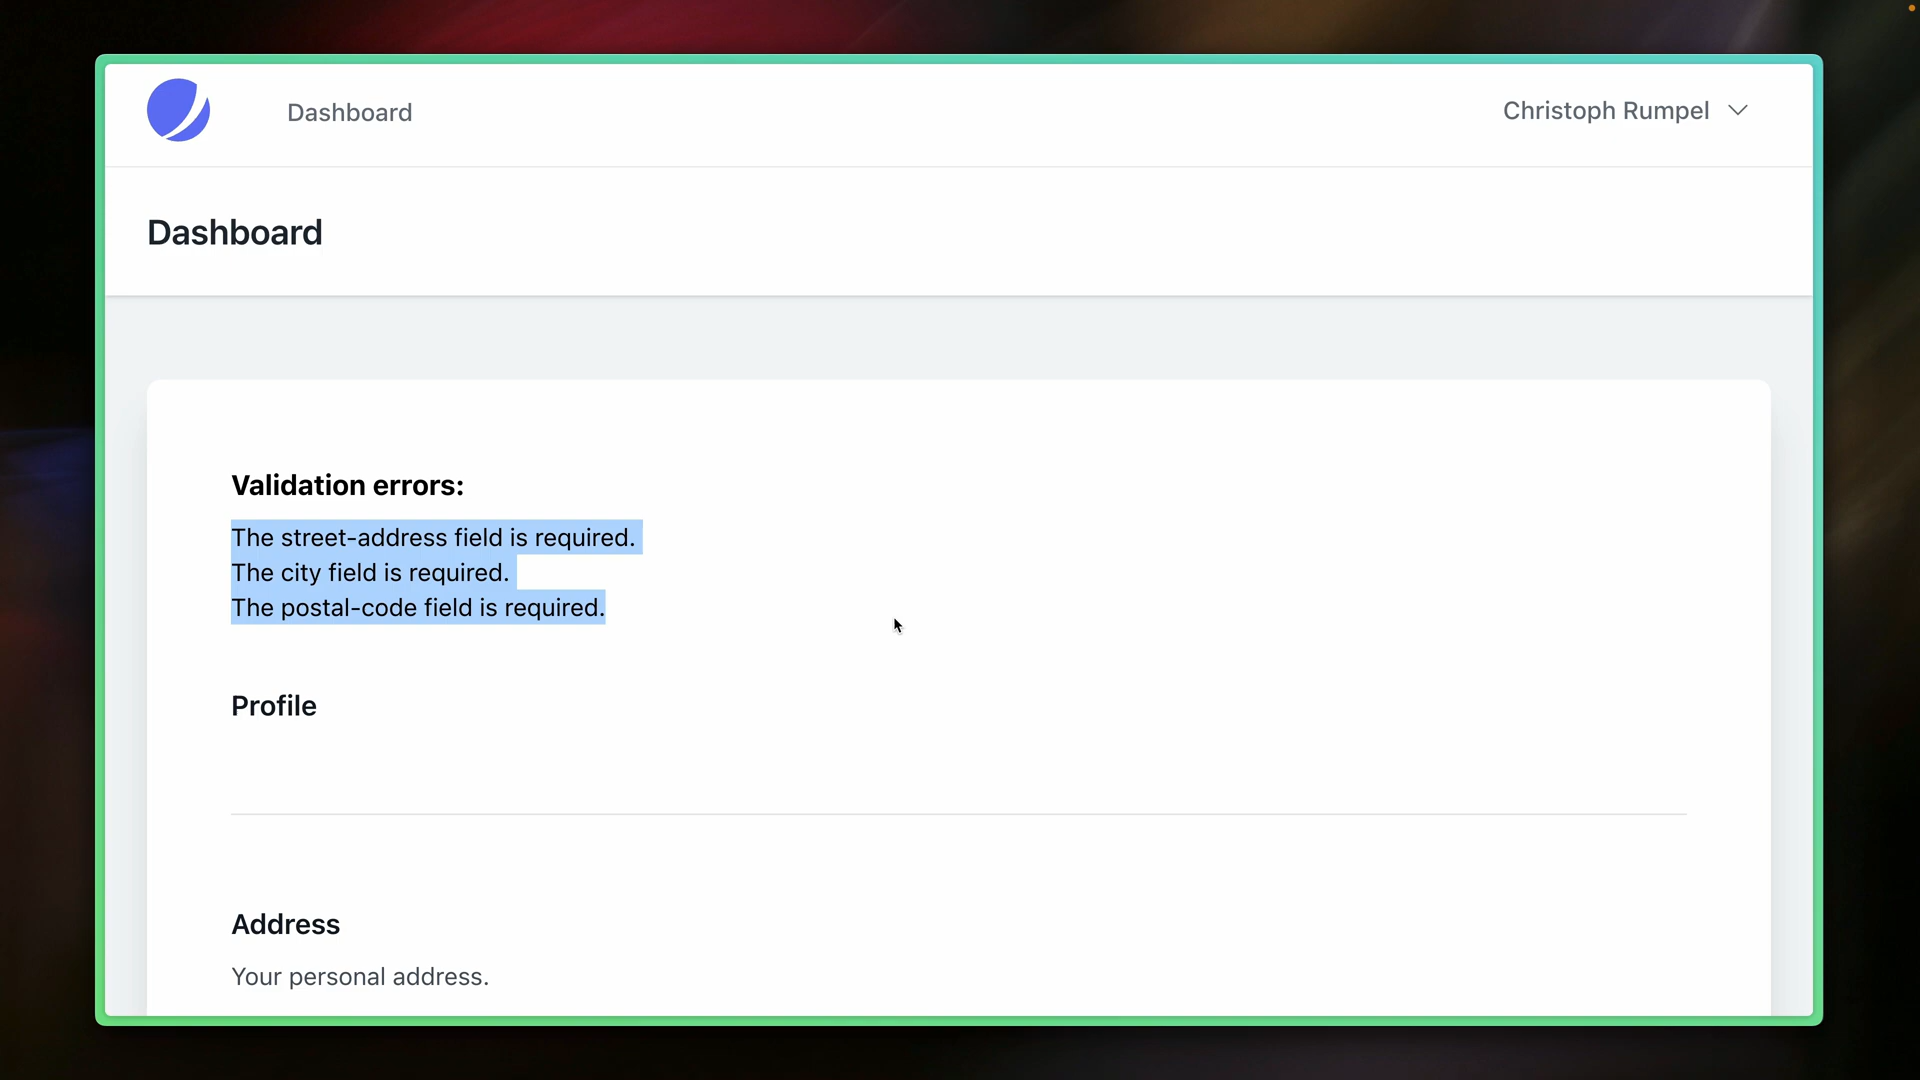 Dashboard
Christoph Rumpel
Dashboard
Validation errors:
The street-address field is required.
The city field is required.
The postal-code field is required.
Profile
Address
Your personal address.